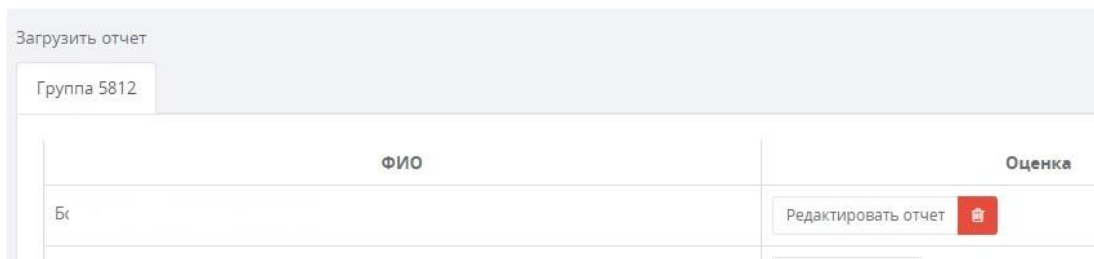 Загрузить отчет
Группа 5812
ФИО Оценка
Редактировать отчет